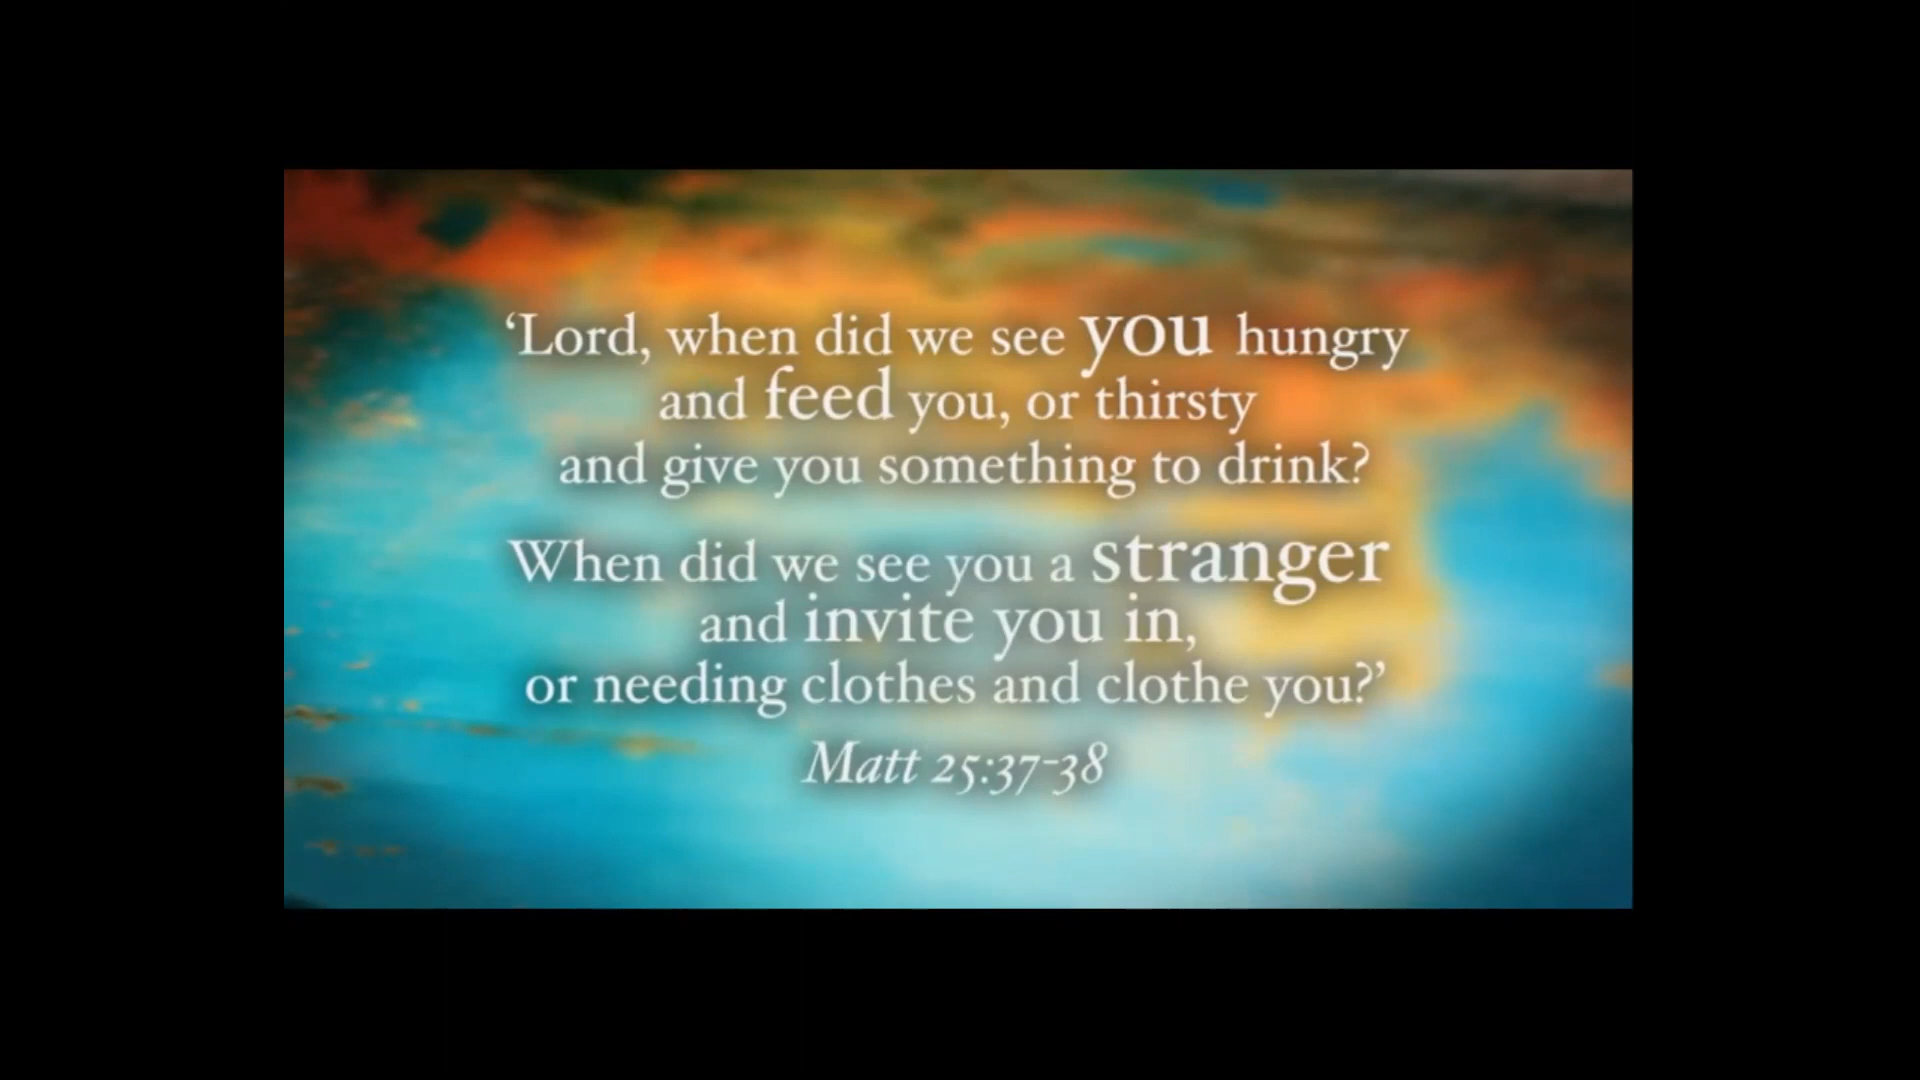 ‘Lord, when did we see you hungry
and feed you, or thirsty
and give you something to drink?
When did we see you a stranger
and invite you in,
or needing clothes and clothe you?’
Matt 25:37-38